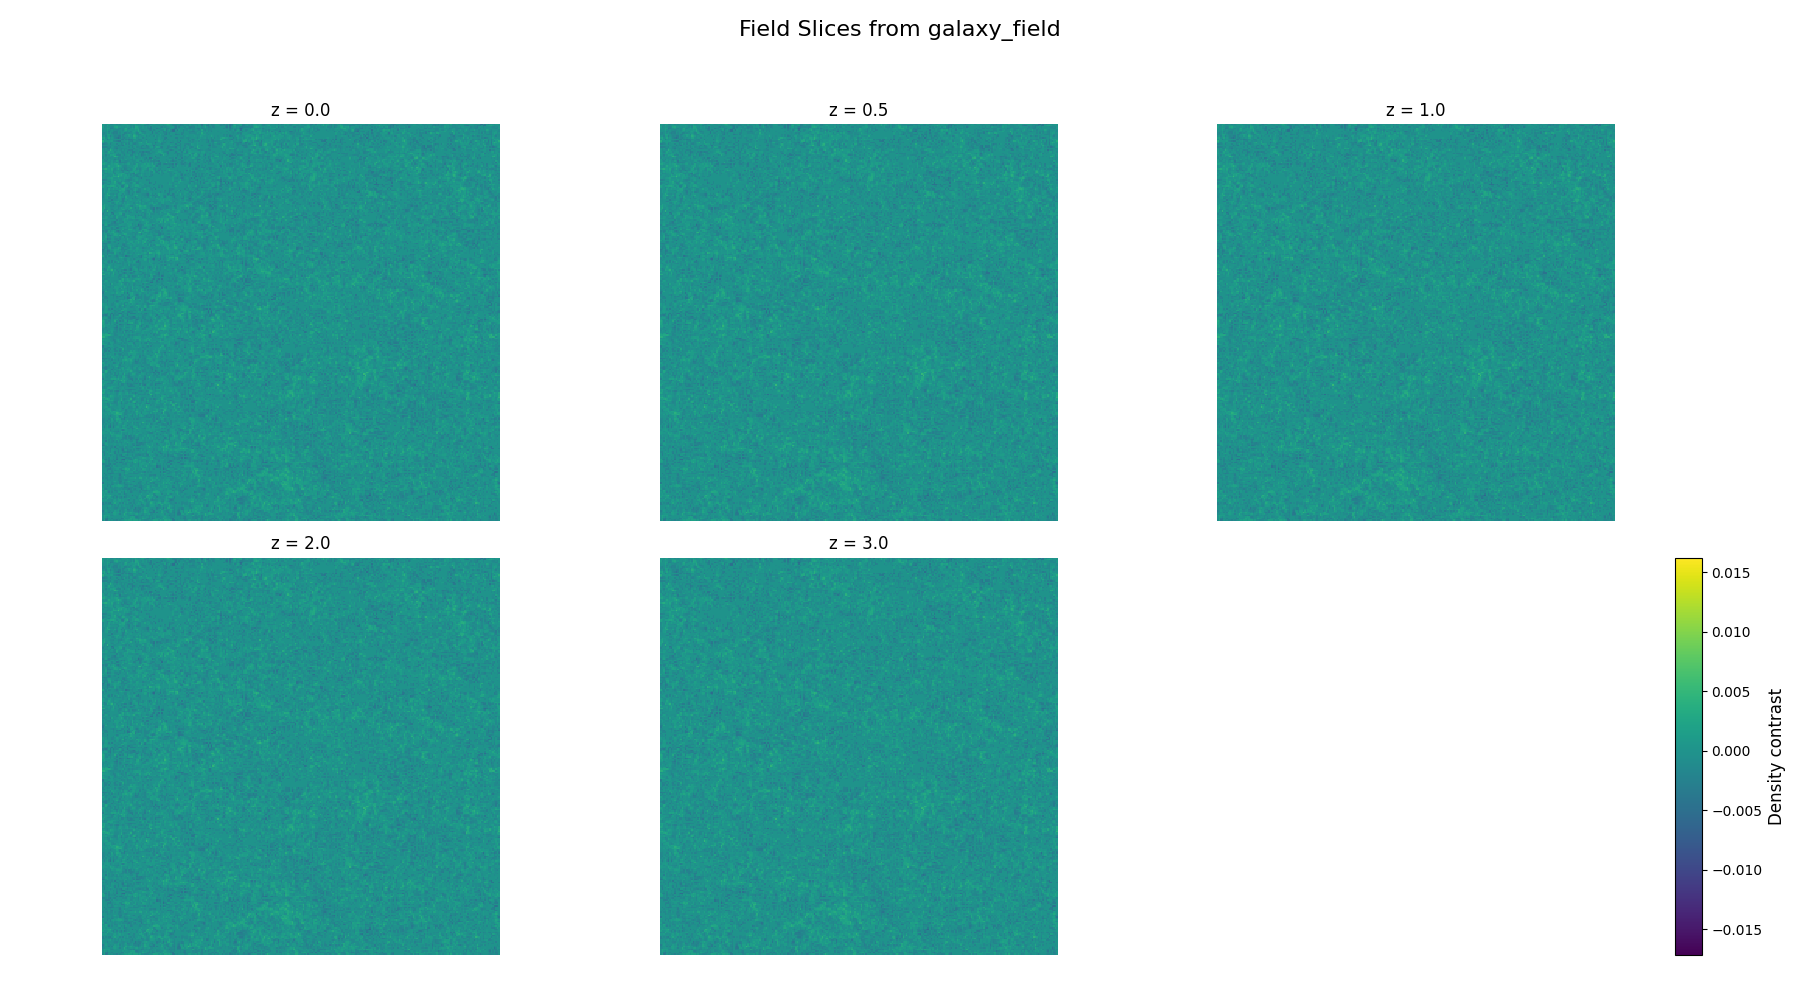 Field Slices from galaxy_field
z = 0.0
z = 0.5
z = 1.0
z = 2.0
z = 3.0
0.015
0.010
0.005
0.000
−0.005
−0.010
−0.015
Density contrast